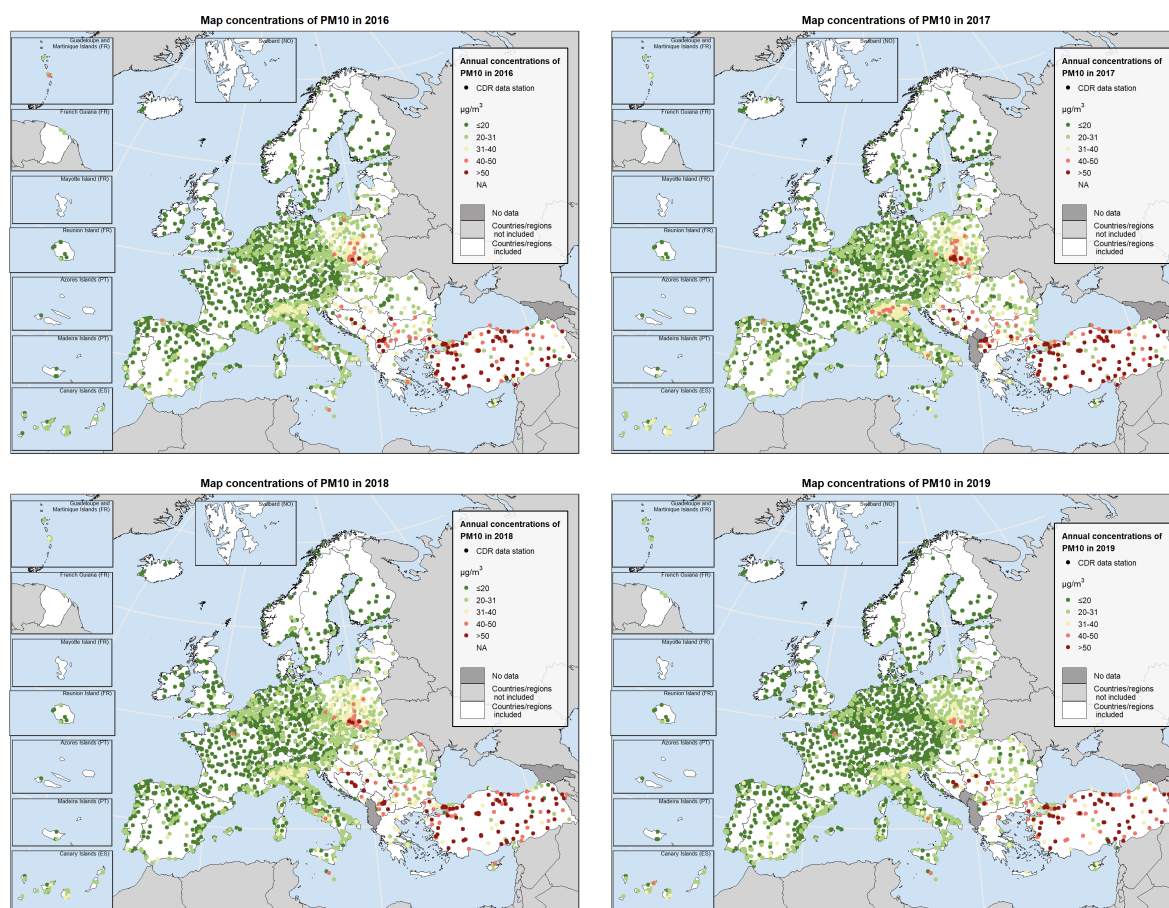 Map concentrations of PM10 in 2016
Guadeloupe and
Martinique Islands (FR)
French Guiana (FR)
Mayotte Island (FR)
Reunion Island (FR)
Azores Islands (PT)
Madeira Islands (PT)
Canary Islands (ES)
Svalbard (NO)
Annual concentrations of
PM10 in 2016
CDR data station
µg/m³
≤20
20-31
31-40
40-50
>50
NA
No data
Countries/regions
not included
Countries/regions
included
Map concentrations of PM10 in 2017
Guadeloupe and
Martinique Islands (FR)
French Guiana (FR)
Mayotte Island (FR)
Reunion Island (FR)
Azores Islands (PT)
Madeira Islands (PT)
Canary Islands (ES)
Svalbard (NO)
Annual concentrations of
PM10 in 2017
CDR data station
µg/m³
≤20
20-31
31-40
40-50
>50
NA
No data
Countries/regions
not included
Countries/regions
included
Map concentrations of PM10 in 2018
Guadeloupe and
Martinique Islands (FR)
French Guiana (FR)
Mayotte Island (FR)
Reunion Island (FR)
Azores Islands (PT)
Madeira Islands (PT)
Canary Islands (ES)
Svalbard (NO)
Annual concentrations of
PM10 in 2018
CDR data station
µg/m³
≤20
20-31
31-40
40-50
>50
NA
No data
Countries/regions
not included
Countries/regions
included
Map concentrations of PM10 in 2019
Guadeloupe and
Martinique Islands (FR)
French Guiana (FR)
Mayotte Island (FR)
Reunion Island (FR)
Azores Islands (PT)
Madeira Islands (PT)
Canary Islands (ES)
Svalbard (NO)
Annual concentrations of
PM10 in 2019
CDR data station
µg/m³
≤20
20-31
31-40
40-50
>50
No data
Countries/regions
not included
Countries/regions
included